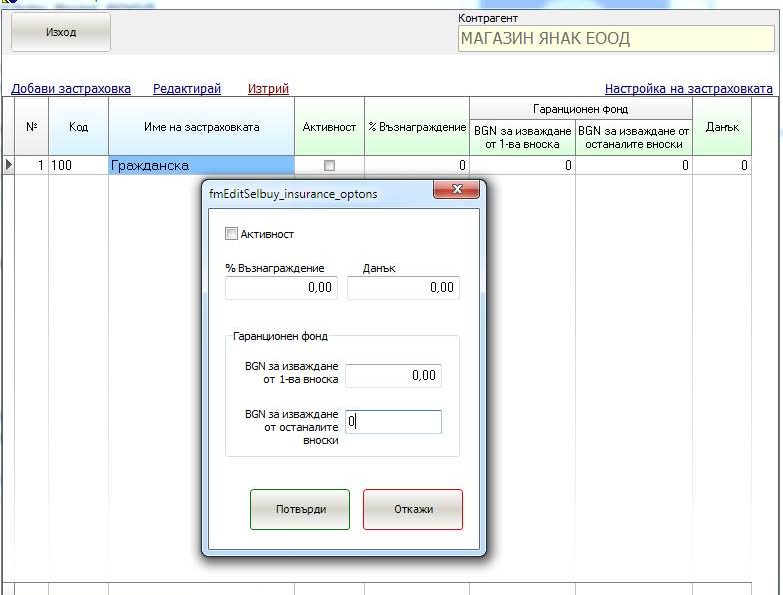 Контрагент
Изход
МАГАЗИН ЯНАК ЕООД
Добави застраховка Редактирай Изтрий Настройка на застраховката
№ Код Име на застраховката Активност % Възнаграждение Гаранционен фонд Данък
BGN за изваждане от 1-ва вноска
BGN за изваждане от останалите вноски
1 100 Гражданска 0 0 0 0
fmEditSelbuy_insurance_optons
Активност
% Възнаграждение Данък
0,00 0,00
Гаранционен фонд
BGN за изваждане
от 1-ва вноска
0,00
BGN за изваждане
от останалите
вноски
0
Потвърди Откажи